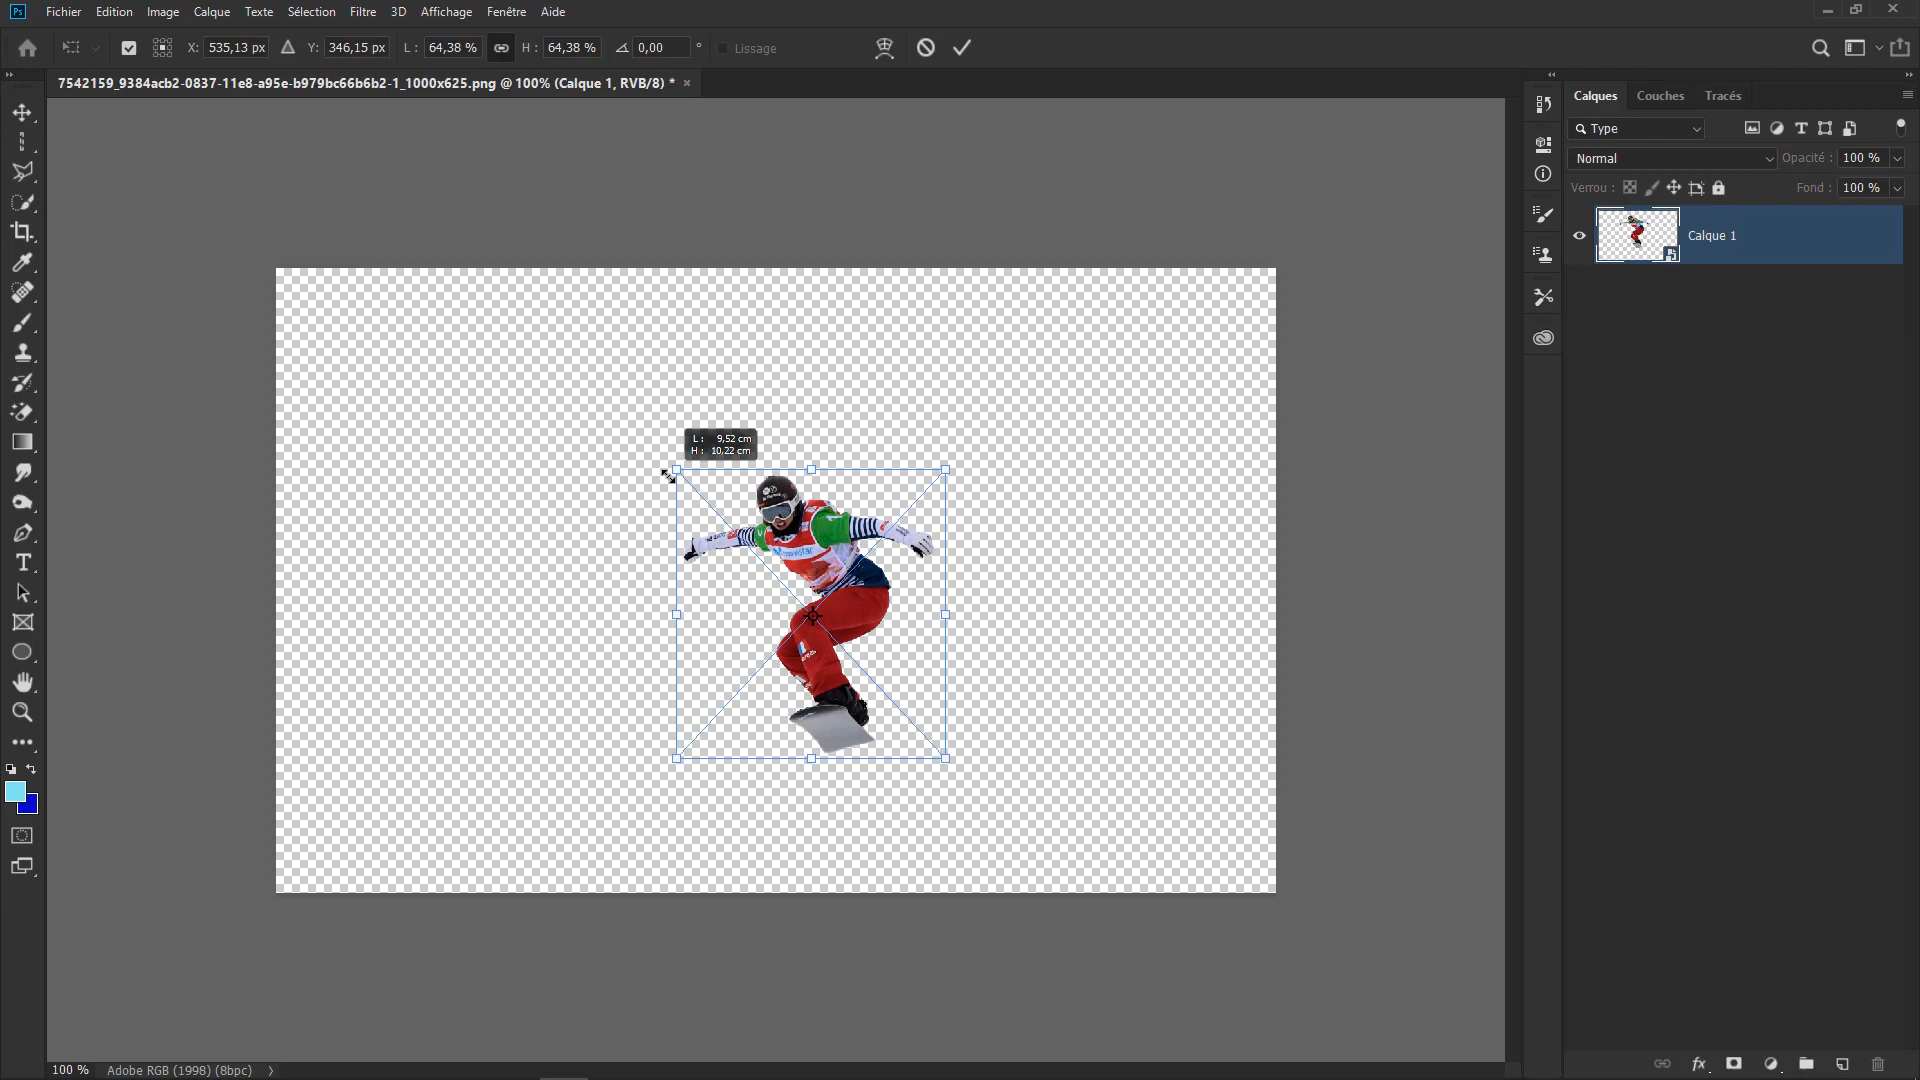 Ps Fichier Edition Image Calque Texte Sélection Filtre 3D Affichage Fenêtre Aide
X: 535,13 px Y: 346,15 px L : 64,38 % H : 64,38 % 0,00 ° Lissage
7542159_9384acb2-0837-11e8-a95e-b979bc66b6b2-1_1000x625.png @ 100% (Calque 1, RVB/8) * ×
Calques Couches Tracés
Type
Normal Opacité : 100 %
Verrou : Fond : 100 %
Calque 1
L : 9,52 cm
H : 10,22 cm
100 % Adobe RGB (1998) (8bpc)